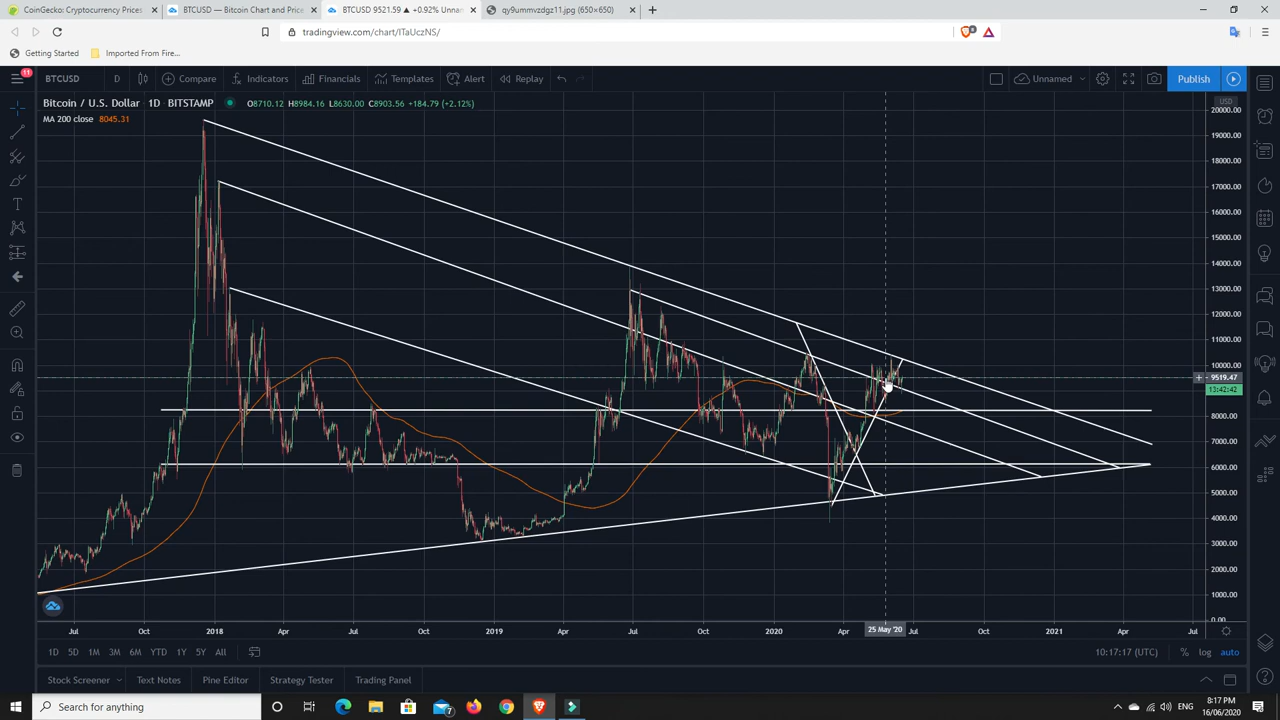 CoinGecko: Cryptocurrency Prices
BTCUSD — Bitcoin Chart and Price
BTCUSD 9521.59 ▲ +0.92% Unnam
qy9ummvzdgz11.jpg (650×650)
tradingview.com/chart/ITaUczNS/
Getting Started
Imported From Fire...
11
BTCUSD
D
Compare
Indicators
Financials
Templates
Alert
Replay
Unnamed
Publish
Bitcoin / U.S. Dollar · 1D · BITSTAMP
O8710.12 H8984.16 L8630.00 C8903.56 +184.79 (+2.12%)
MA 200 close 8045.31
USD
20000.00
19000.00
18000.00
17000.00
16000.00
15000.00
14000.00
13000.00
12000.00
11000.00
10000.00
9519.47
13:42:42
8000.00
7000.00
6000.00
5000.00
4000.00
3000.00
2000.00
1000.00
0.00
Jul
Oct
2018
Apr
Jul
Oct
2019
Apr
Jul
Oct
2020
Apr
25 May '20
Jul
Oct
2021
Apr
Jul
1D 5D 1M 3M 6M YTD 1Y 5Y All
10:17:17 (UTC)
% log auto
Stock Screener
Text Notes
Pine Editor
Strategy Tester
Trading Panel
Search for anything
7
ENG
8:17 PM
16/06/2020